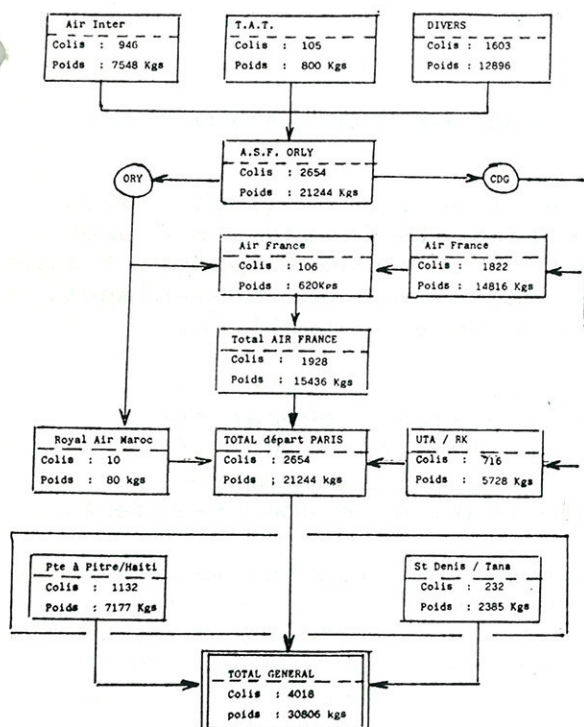 Air Inter
Colis : 946
Poids : 7548 Kgs
T.A.T.
Colis : 105
Poids : 800 Kgs
DIVERS
Colis : 1603
Poids : 12896
A.S.F. ORLY
Colis : 2654
Poids : 21244 Kgs
ORY
CDG
Air France
Colis : 106
Poids : 620Kgs
Air France
Colis : 1822
Poids : 14816 Kgs
Total AIR FRANCE
Colis : 1928
Poids : 15436 Kgs
Royal Air Maroc
Colis : 10
Poids : 80 kgs
TOTAL départ PARIS
Colis : 2654
Poids ; 21244 kgs
UTA / RK
Colis : 716
Poids : 5728 Kgs
Pte à Pitre/Haiti
Colis : 1132
Poids : 7177 Kgs
St Denis / Tana
Colis : 232
Poids : 2385 Kgs
TOTAL GENERAL
Colis : 4018
poids : 30806 kgs